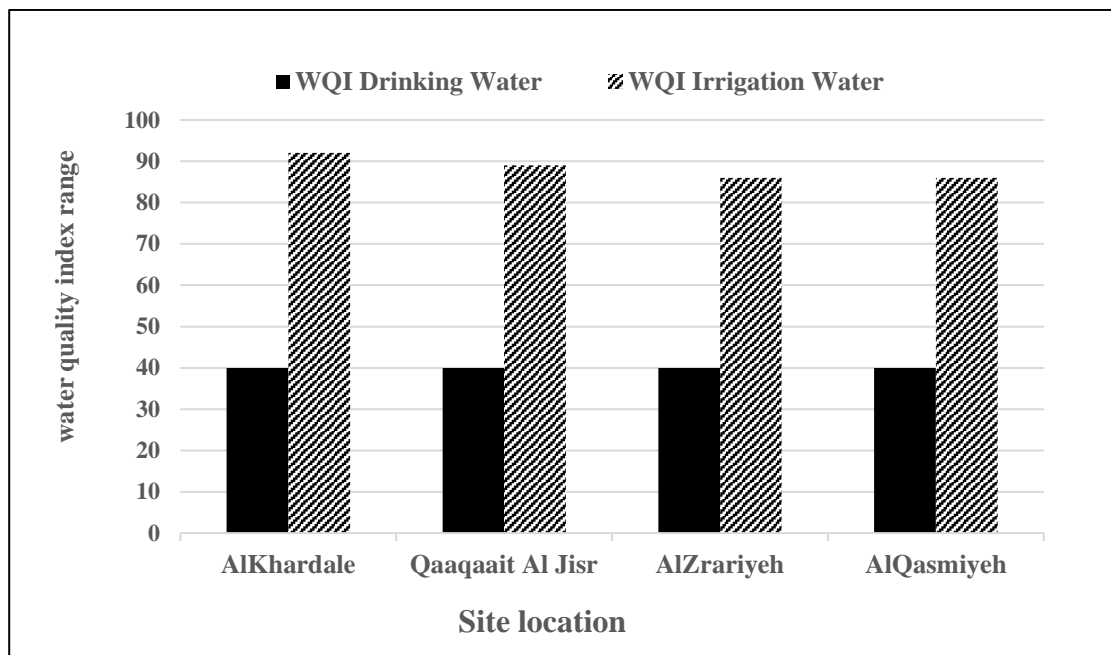 WQI Drinking Water WQI Irrigation Water
water quality index range
100
90
80
70
60
50
40
30
20
10
0
AlKhardale Qaaqaait Al Jisr AlZrariyeh AlQasmiyeh
Site location